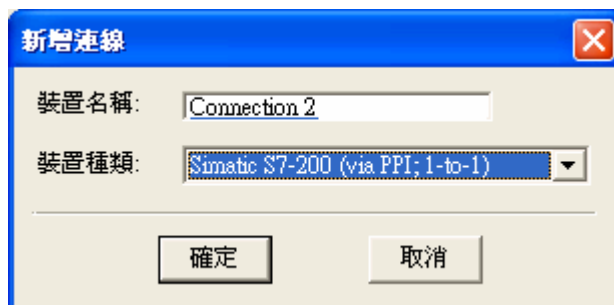 新增連線
裝置名稱: Connection 2
裝置種類: Simatic S7-200 (via PPI; 1-to-1)
確定 取消